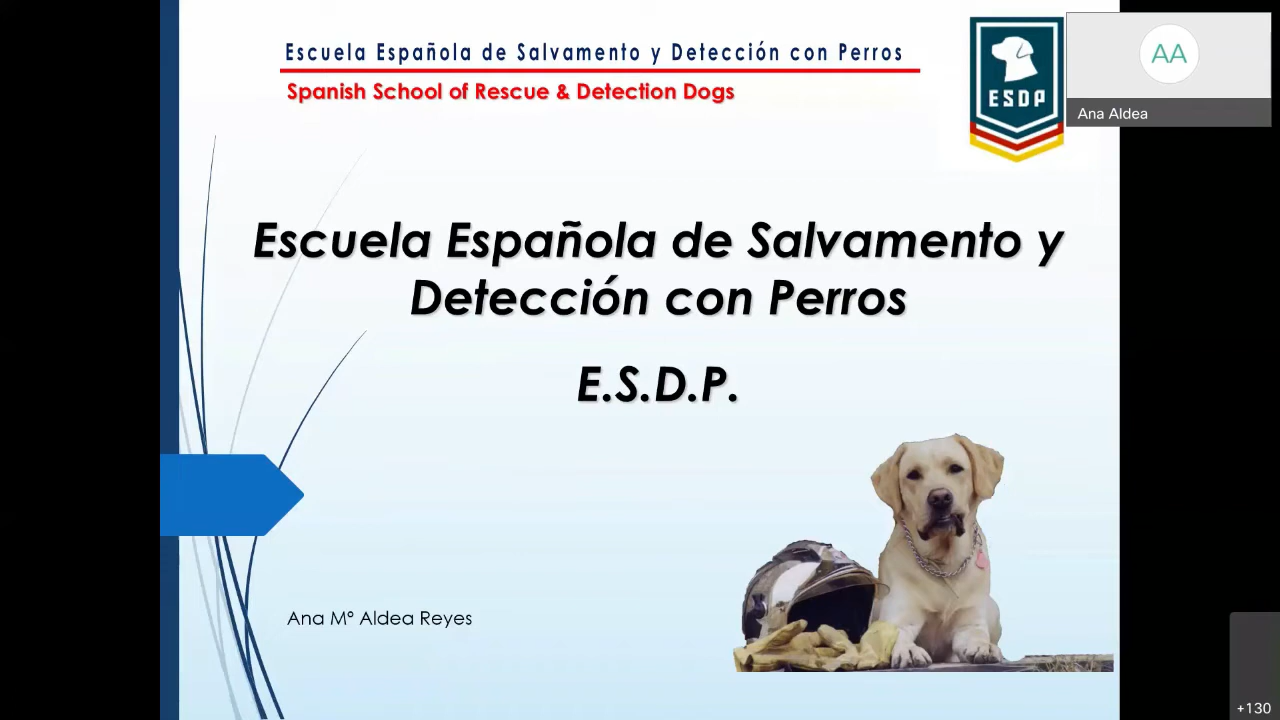 Escuela Española de Salvamento y Detección con Perros
Spanish School of Rescue & Detection Dogs
ESDP
AA
Ana Aldea
Escuela Española de Salvamento y
Detección con Perros
E.S.D.P.
Ana Mº Aldea Reyes
+130